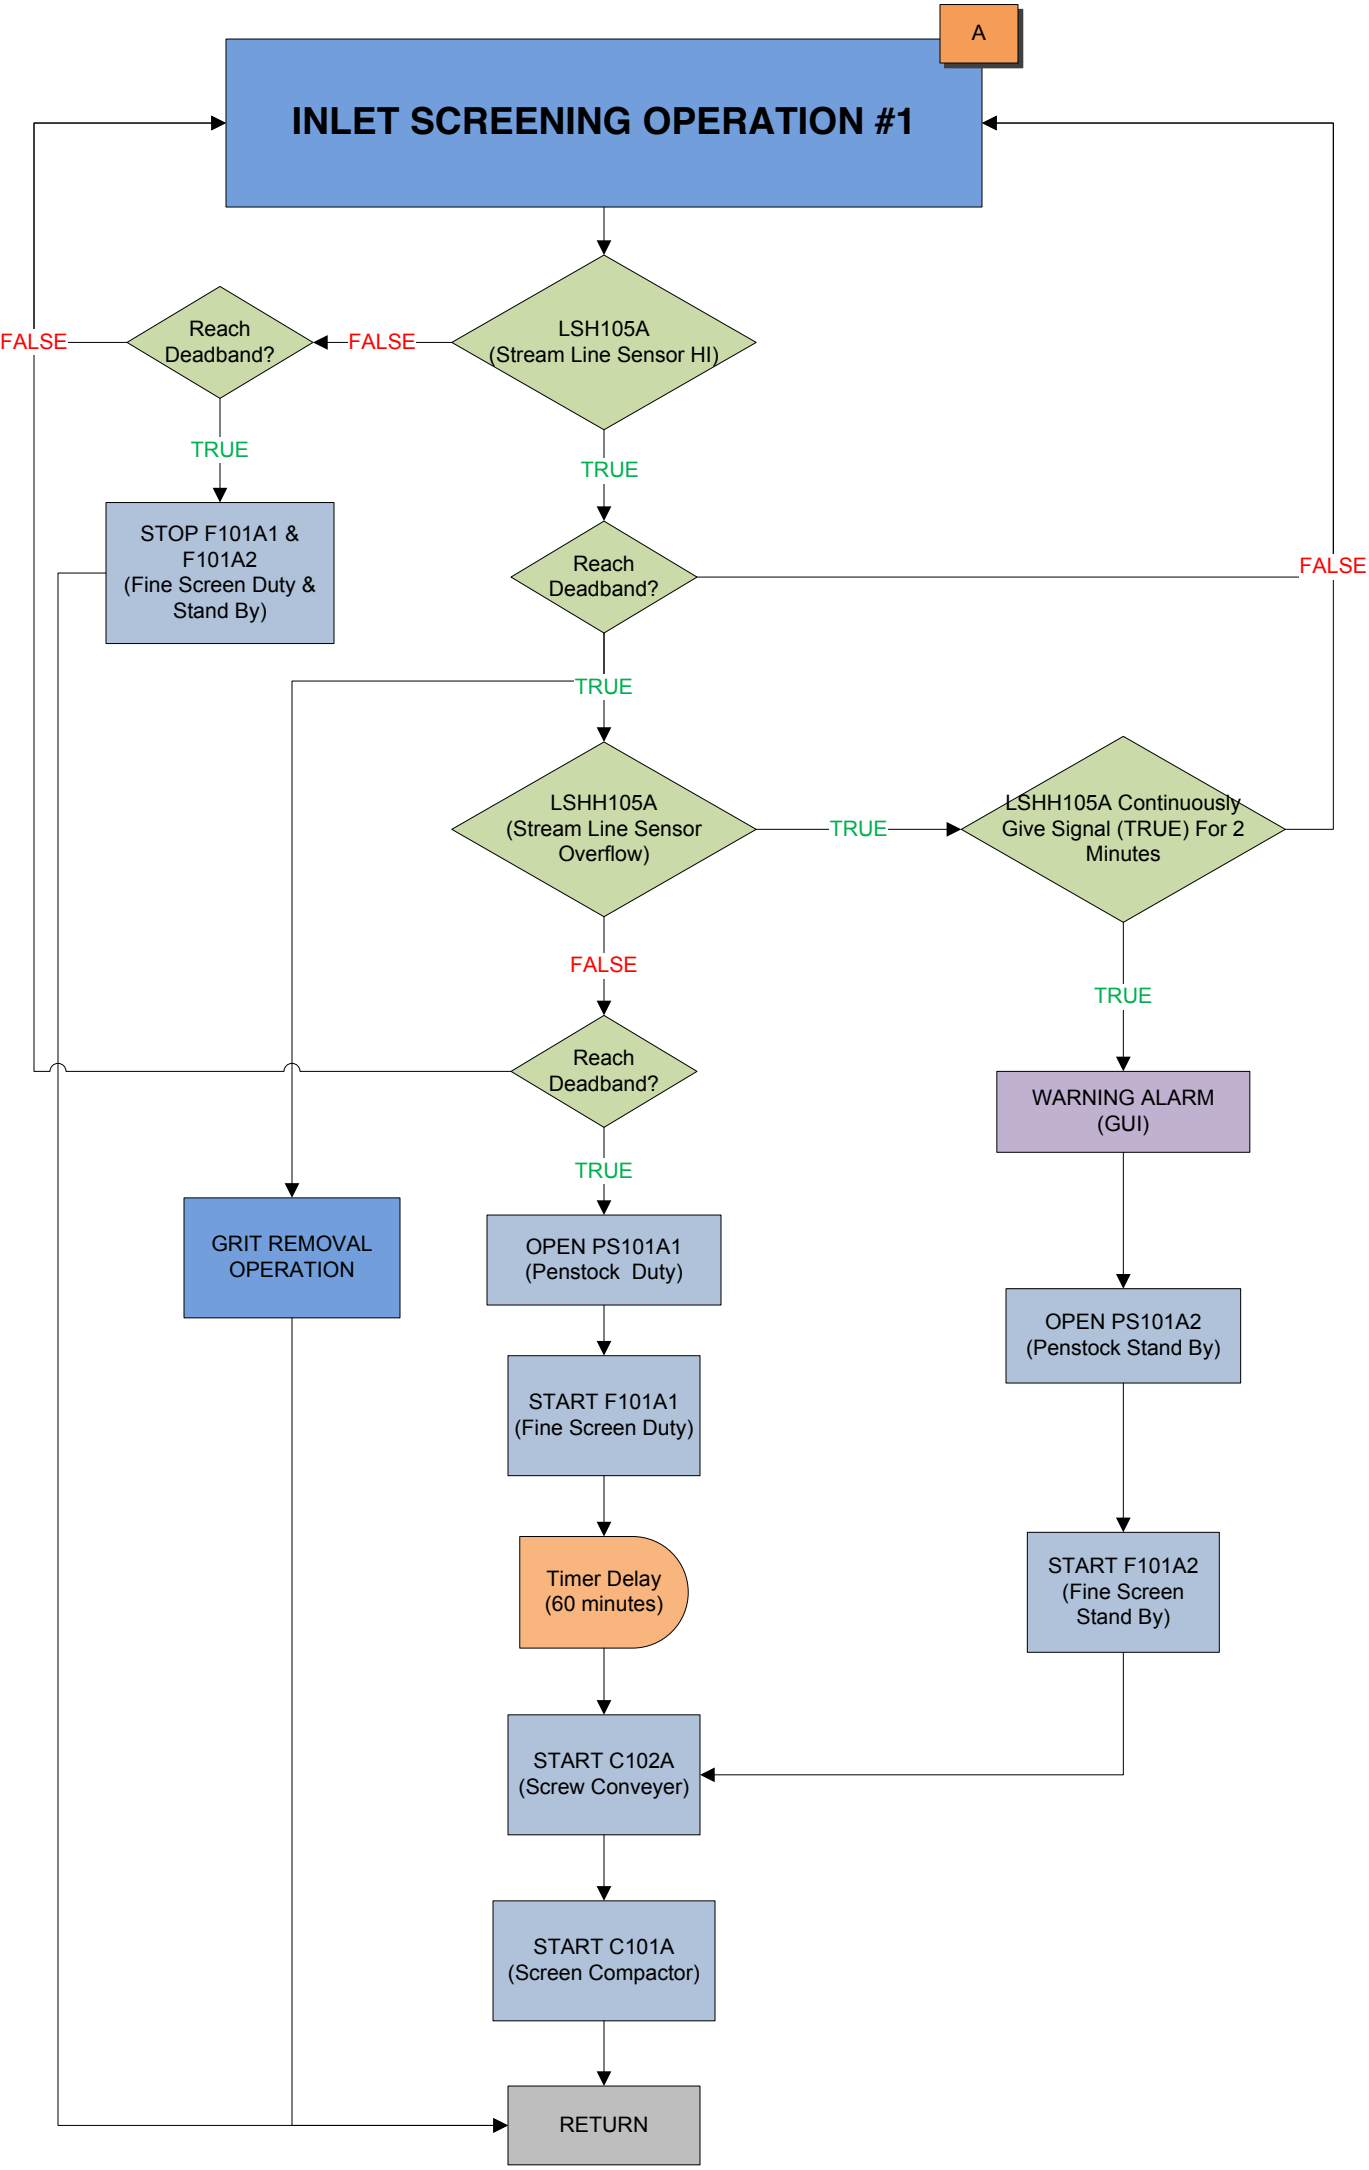 A
INLET SCREENING OPERATION #1
LSH105A
(Stream Line Sensor HI)
Reach
Deadband?
FALSE
FALSE
TRUE
TRUE
STOP F101A1 &
F101A2
(Fine Screen Duty &
Stand By)
Reach
Deadband?
FALSE
TRUE
LSHH105A
(Stream Line Sensor
Overflow)
TRUE
LSHH105A Continuously
Give Signal (TRUE) For 2
Minutes
FALSE
TRUE
Reach
Deadband?
WARNING ALARM
(GUI)
TRUE
GRIT REMOVAL
OPERATION
OPEN PS101A1
(Penstock  Duty)
OPEN PS101A2
(Penstock Stand By)
START F101A1
(Fine Screen Duty)
Timer Delay
(60 minutes)
START F101A2
(Fine Screen
Stand By)
START C102A
(Screw Conveyer)
START C101A
(Screen Compactor)
RETURN